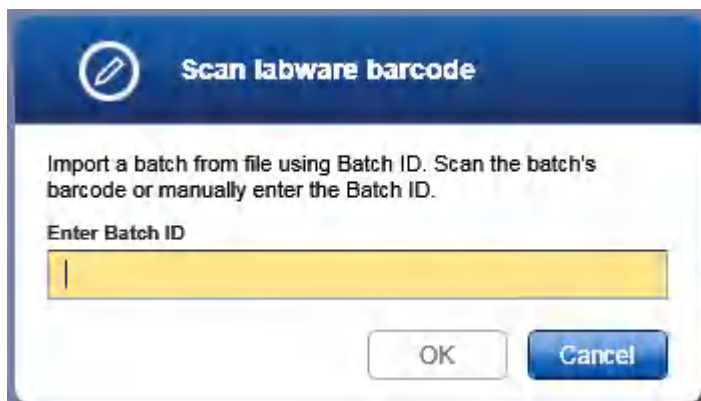 Scan labware barcode
Import a batch from file using Batch ID. Scan the batch's
barcode or manually enter the Batch ID.
Enter Batch ID
OK
Cancel